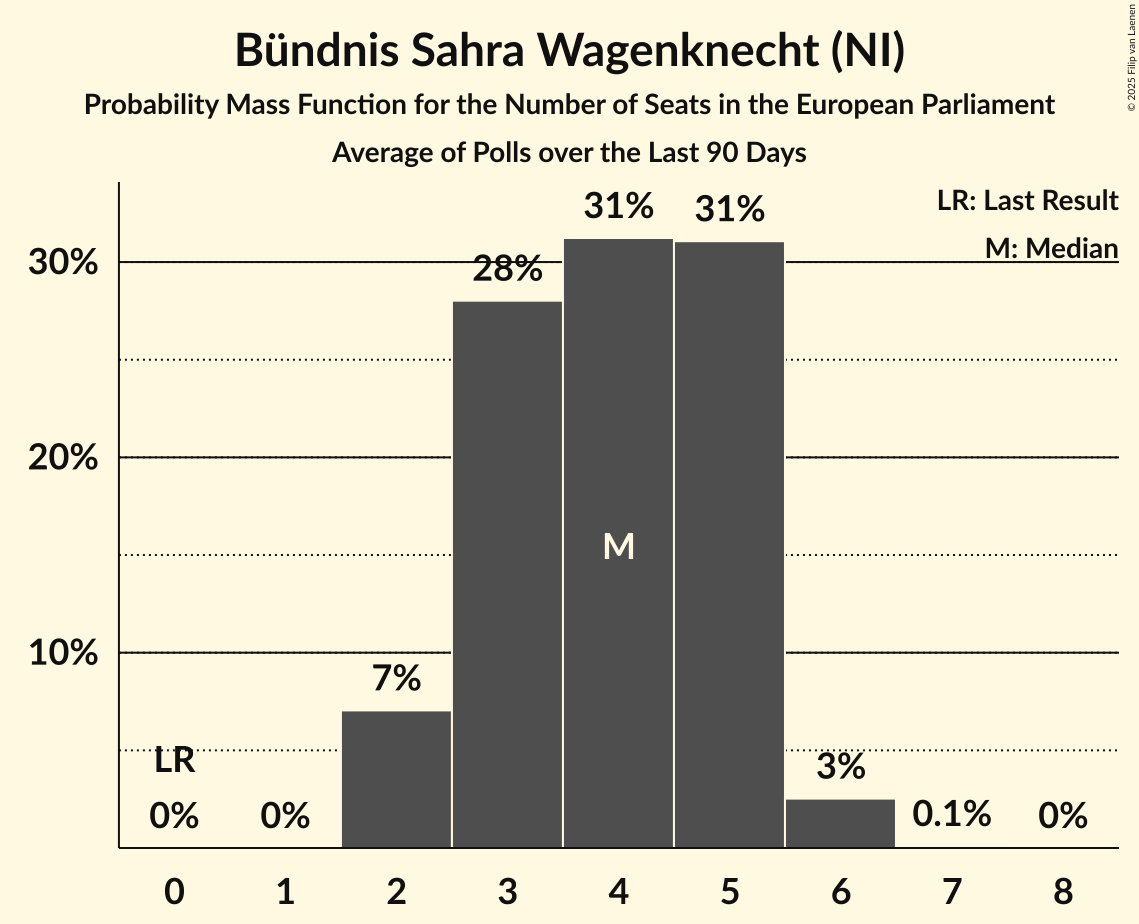 Bündnis Sahra Wagenknecht (NI)
Probability Mass Function for the Number of Seats in the European Parliament
Average of Polls over the Last 90 Days
© 2025 Filip van Laenen
LR: Last Result
M: Median
30%
20%
10%
LR
0%
0%
7%
28%
31%
31%
3%
0.1%
0%
M
0 1 2 3 4 5 6 7 8